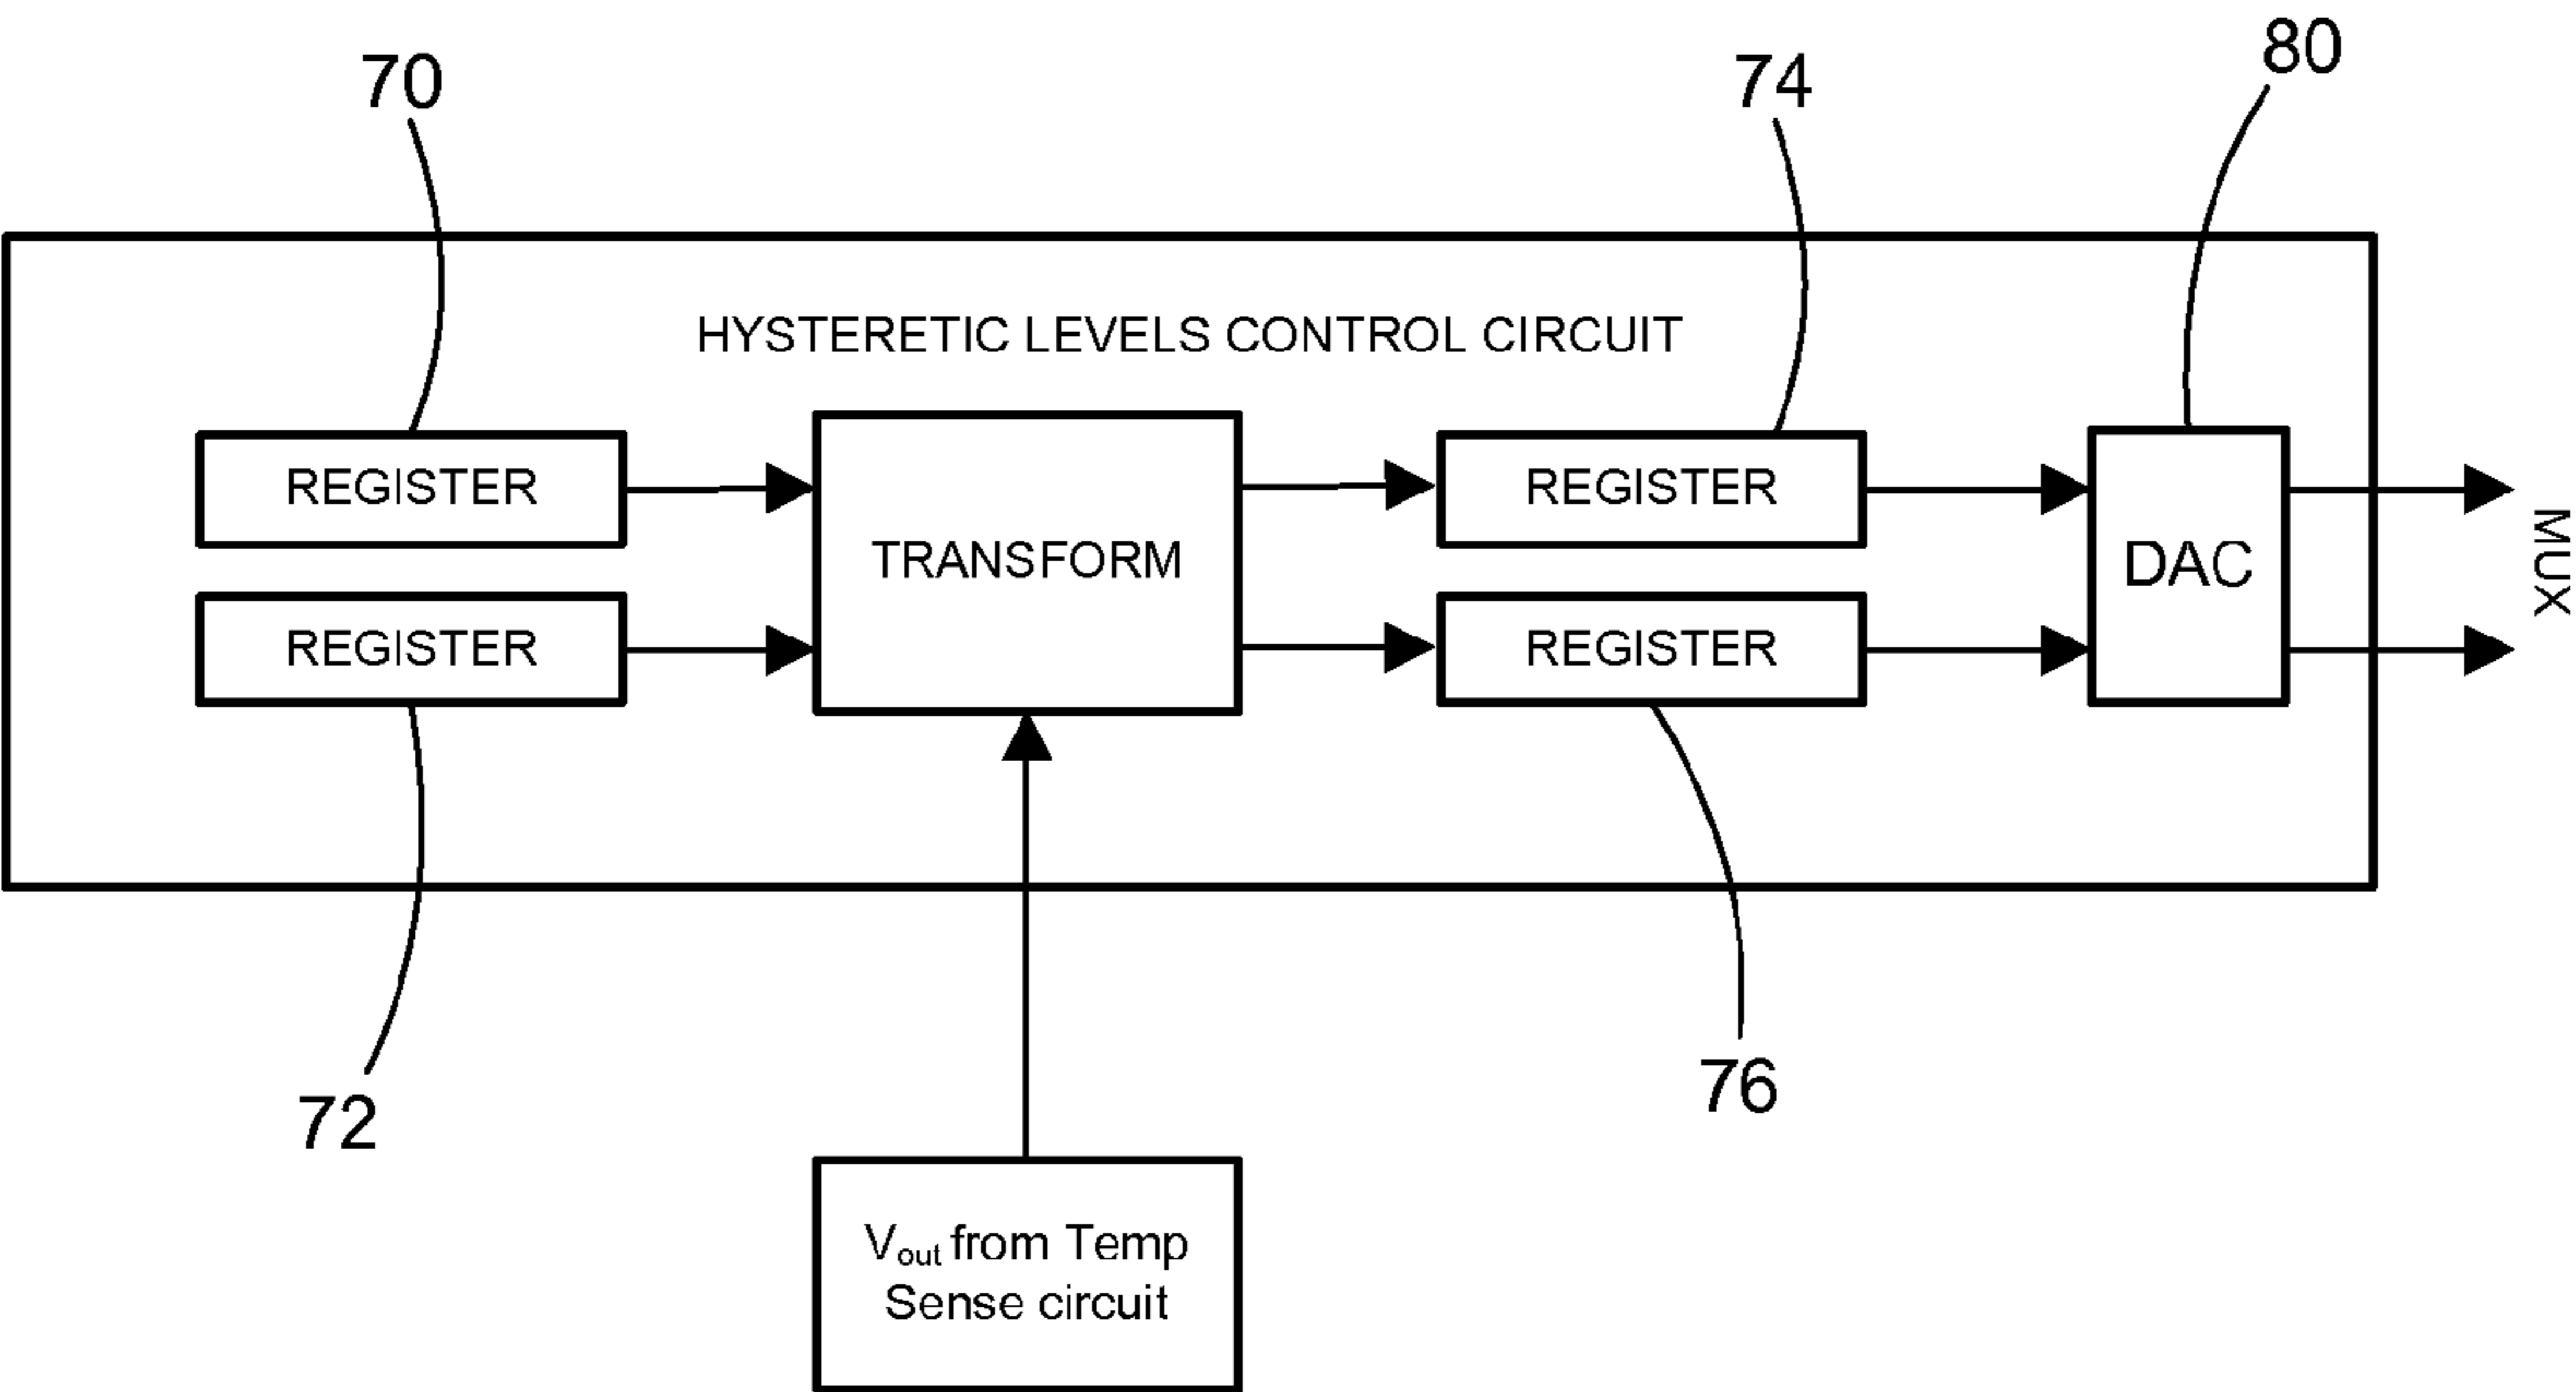 70
74
80
HYSTERETIC LEVELS CONTROL CIRCUIT
REGISTER
REGISTER
TRANSFORM
REGISTER
REGISTER
DAC
MUX
72
76
Vout from Temp
Sense circuit